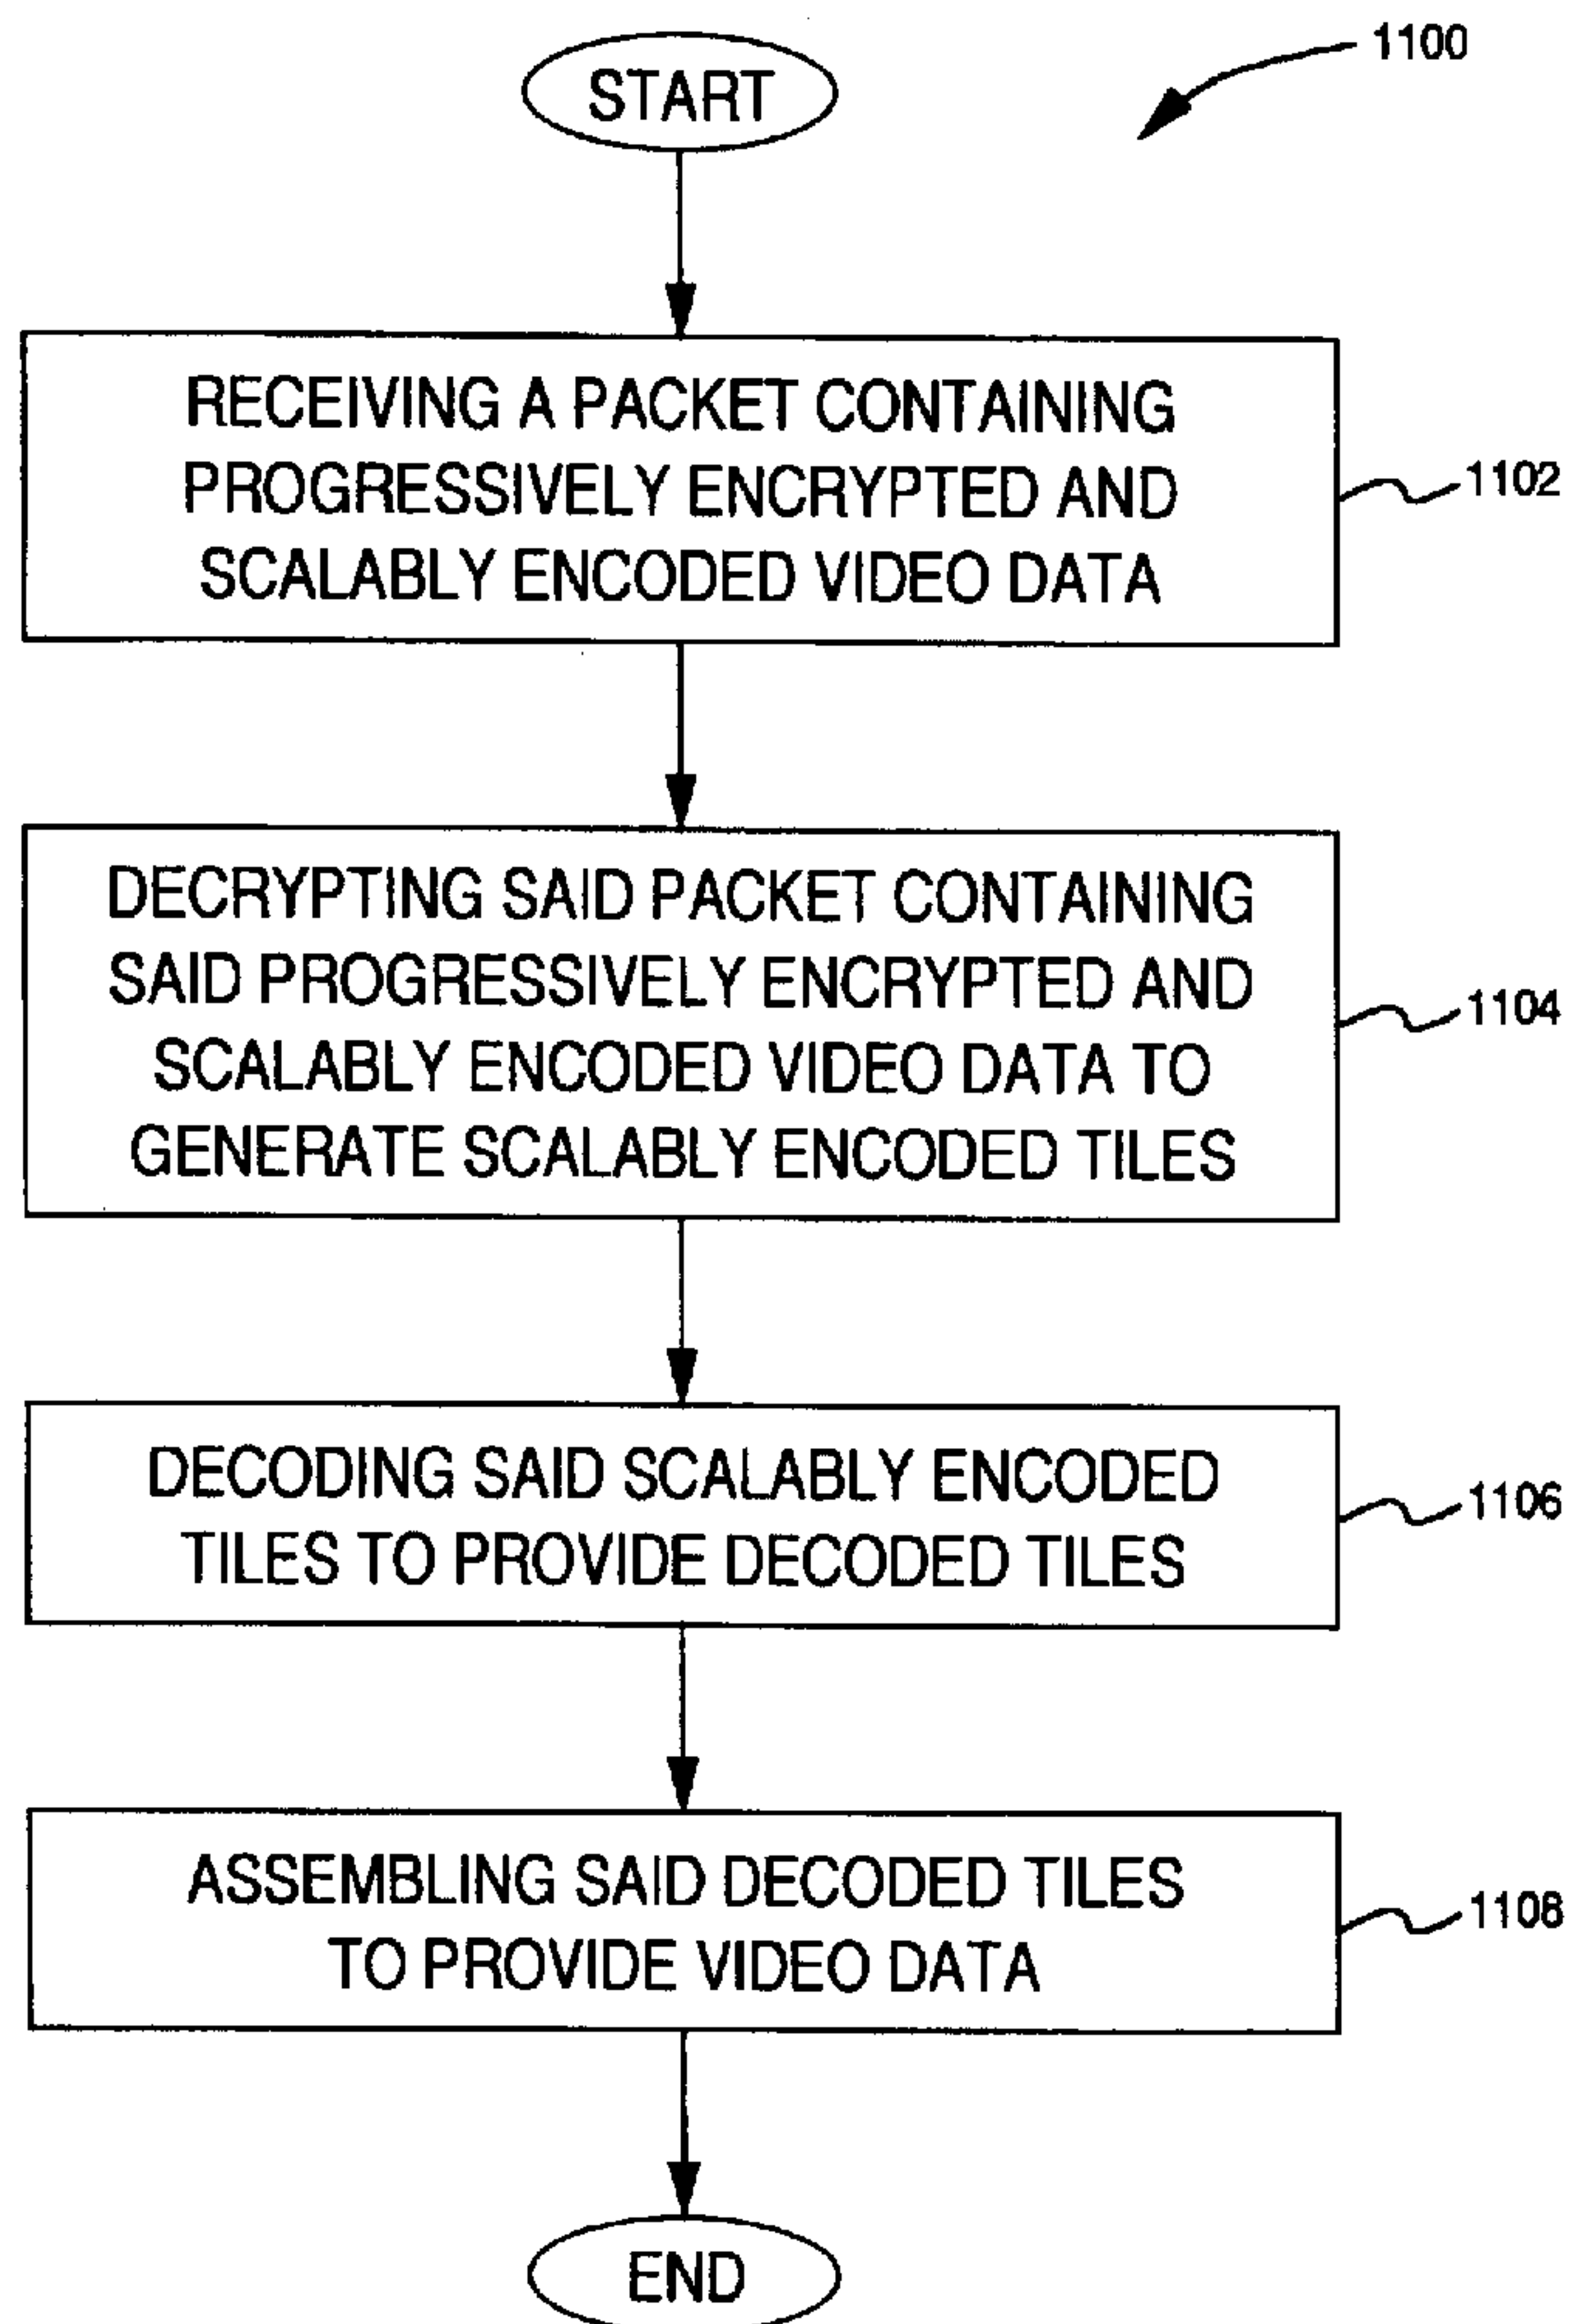 1100
START
RECEIVING A PACKET CONTAINING
PROGRESSIVELY ENCRYPTED AND
SCALABLY ENCODED VIDEO DATA
1102
DECRYPTING SAID PACKET CONTAINING
SAID PROGRESSIVELY ENCRYPTED AND
SCALABLY ENCODED VIDEO DATA TO
GENERATE SCALABLY ENCODED TILES
1104
DECODING SAID SCALABLY ENCODED
TILES TO PROVIDE DECODED TILES
1106
ASSEMBLING SAID DECODED TILES
TO PROVIDE VIDEO DATA
1108
END